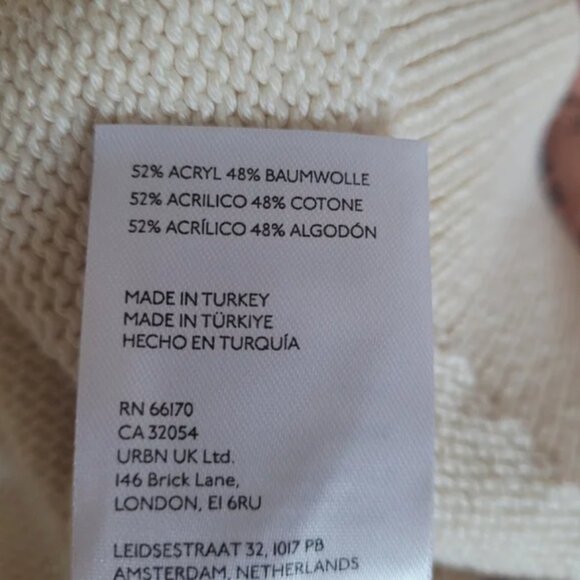 52% ACRYL 48% BAUMWOLLE
52% ACRILICO 48% COTONE
52% ACRÍLICO 48% ALGODÓN
MADE IN TURKEY
MADE IN TÜRKIYE
HECHO EN TURQUÍA
RN 66170
CA 32054
URBN UK Ltd.
146 Brick Lane,
LONDON, E1 6RU
LEIDSESTRAAT 32, 1017 PB
AMSTERDAM, NETHERLANDS